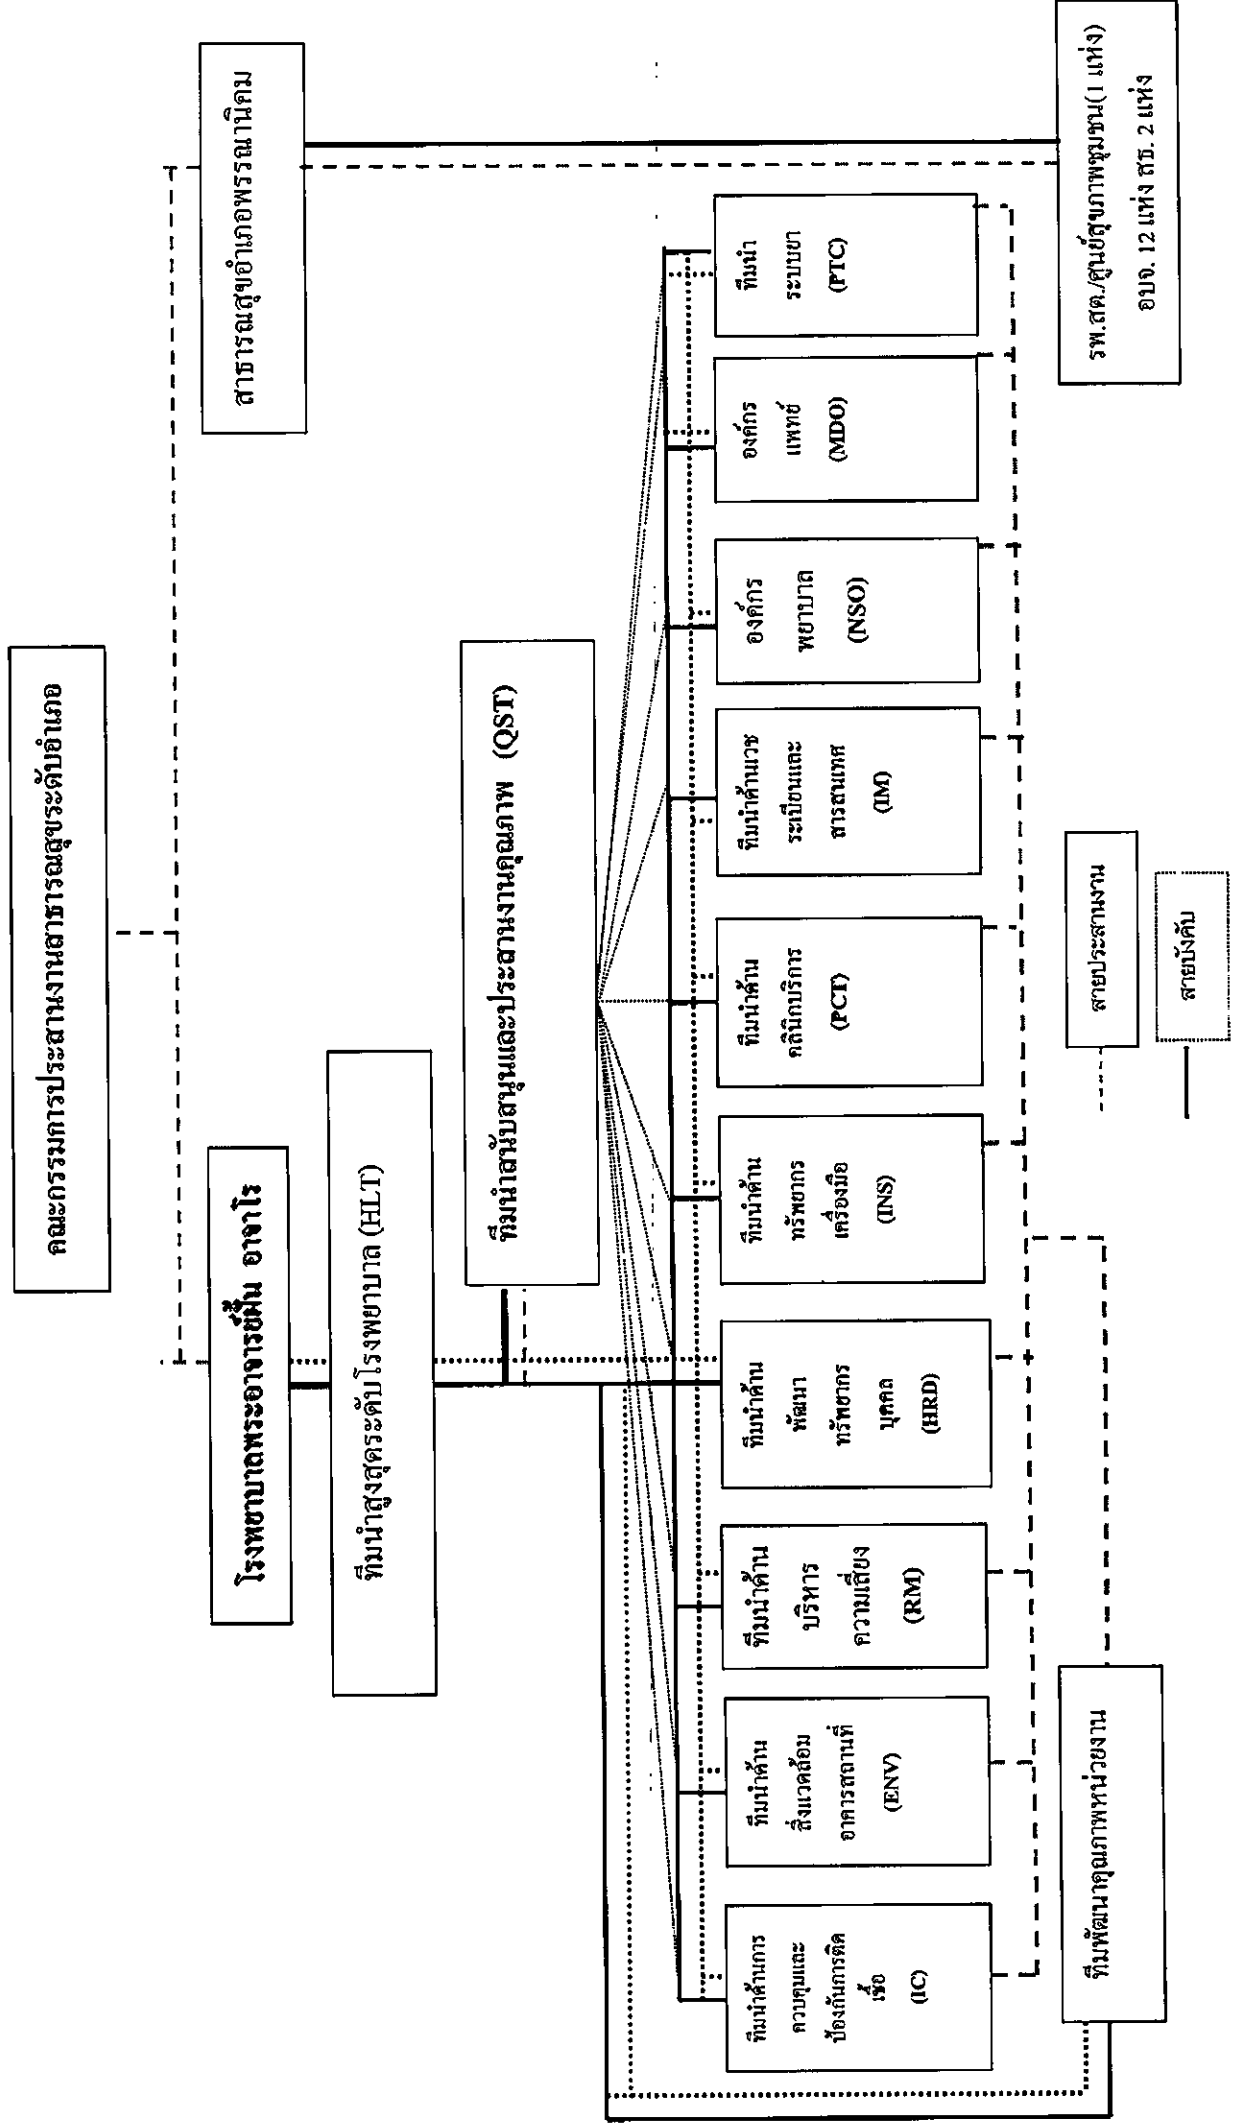 คณะกรรมการประสานงานสาธารณสุขระดับอำเภอ
โรงพยาบาลพระอาจารย์ฝั้น อาจาโร
สาธารณสุขอำเภอพรรณานิคม
ทีมนำสูงสุดระดับโรงพยาบาล (HLT)
ทีมนำสนับสนุนและประสานงานคุณภาพ (QST)
ทีมนำด้านการ
ควบคุมและ
ป้องกันการติด
เชื้อ
(IC)
ทีมนำด้าน
สิ่งแวดล้อม
อาคารสถานที่
(ENV)
ทีมนำด้าน
บริหาร
ความเสี่ยง
(RM)
ทีมนำด้าน
พัฒนา
ทรัพยากร
บุคคล
(HRD)
ทีมนำด้าน
ทรัพยากร
เครื่องมือ
(INS)
ทีมนำด้าน
คลินิกบริการ
(PCT)
ทีมนำด้านเวช
ระเบียนและ
สารสนเทศ
(IM)
องค์กร
พยาบาล
(NSO)
องค์กร
แพทย์
(MDO)
ทีมนำ
ระบบยา
(PTC)
ทีมพัฒนาคุณภาพหน่วยงาน
รพ.สต./ศูนย์สุขภาพชุมชน(1 แห่ง)
อบจ. 12 แห่ง สธ. 2 แห่ง
สายประสานงาน
สายบังคับ